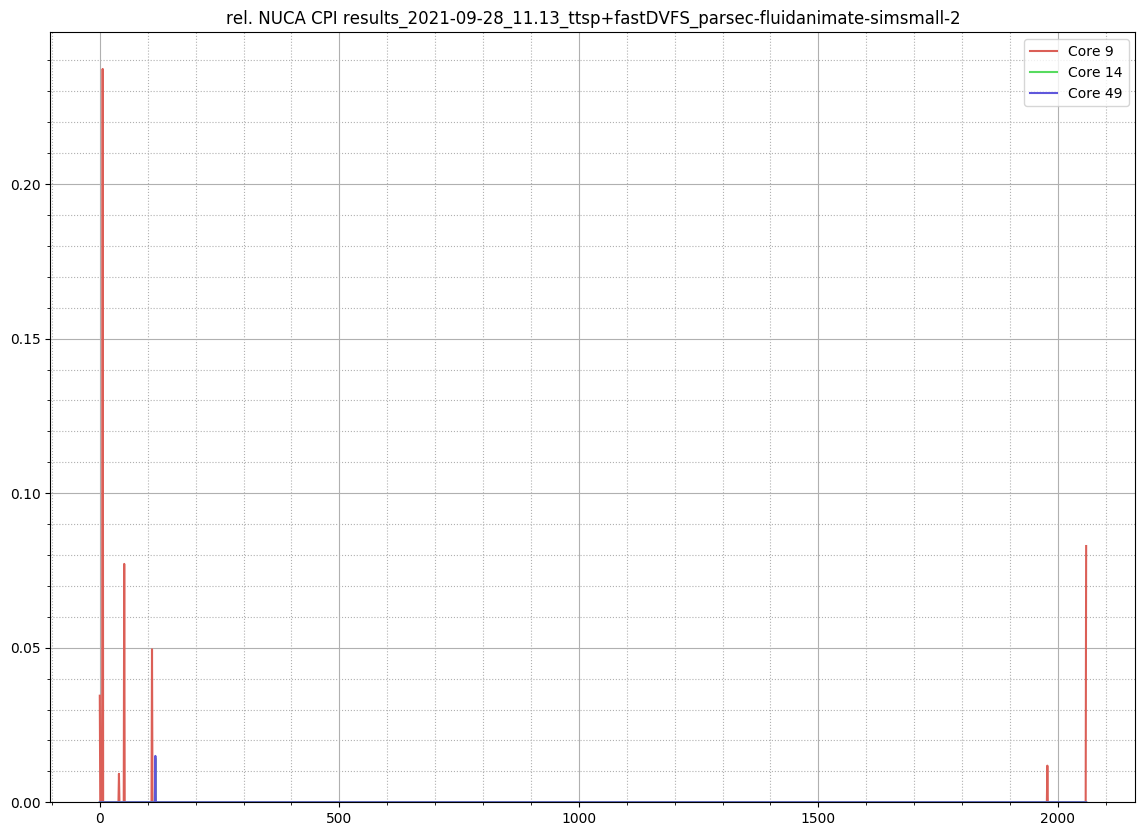 rel. NUCA CPI results_2021-09-28_11.13_ttsp+fastDVFS_parsec-fluidanimate-simsmall-2
Core 9
Core 14
Core 49
0.20
0.15
0.10
0.05
0.00
0 500 1000 1500 2000